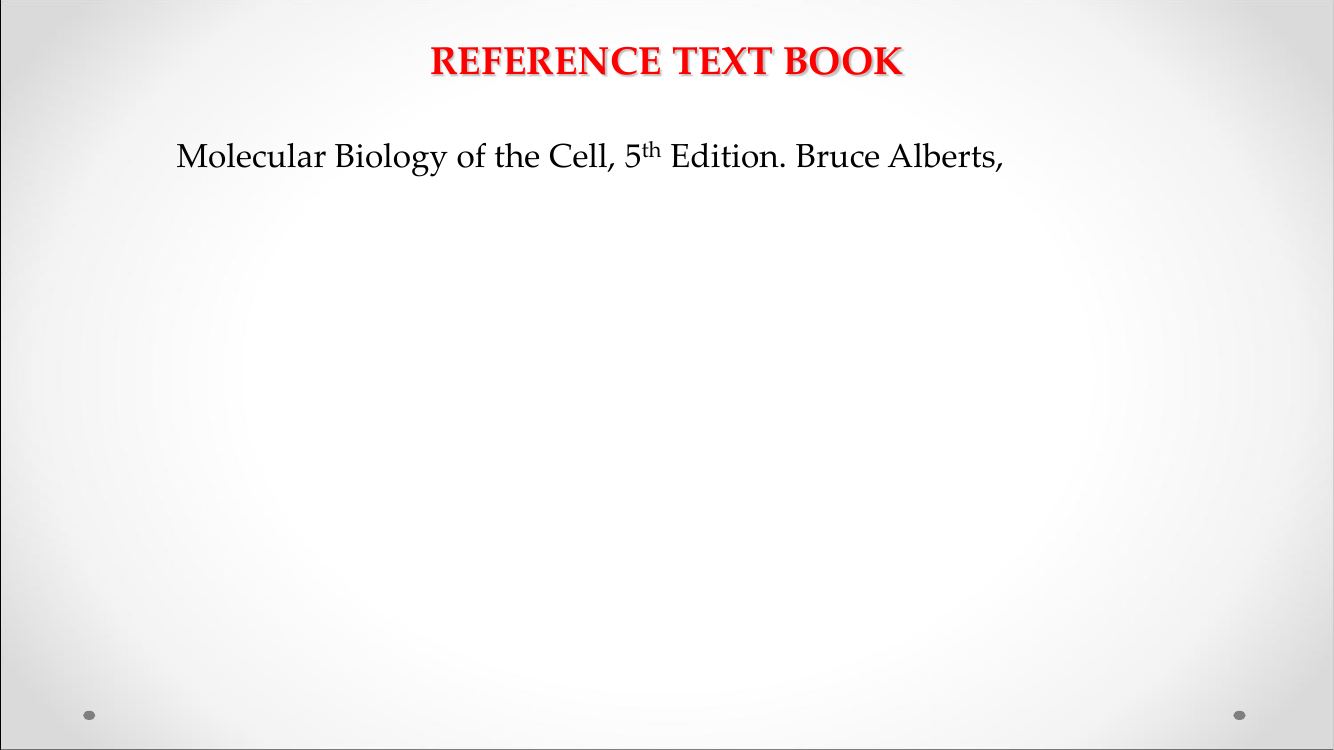 REFERENCE TEXT BOOK
Molecular Biology of the Cell, 5th Edition. Bruce Alberts,